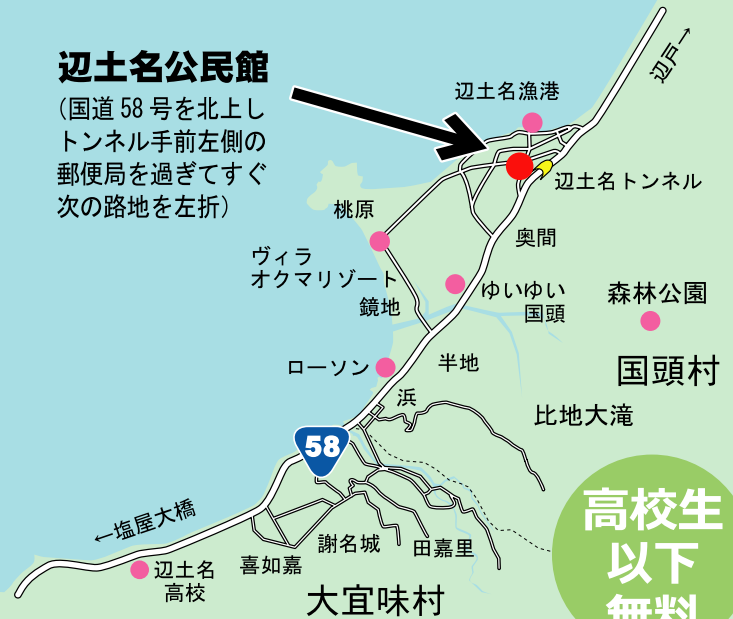 辺土名公民館
(国道58号を北上し
トンネル手前左側の
郵便局を過ぎてすぐ
次の路地を左折)
辺戸→
辺土名漁港
辺土名トンネル
桃原
奥間
ヴィラ
オクマリゾート
鏡地
ゆいゆい
国頭
森林公園
国頭村
ローソン
半地
浜
比地大滝
58
高校生
以下
無料
←塩屋大橋
謝名城
田嘉里
喜如嘉
辺土名
高校
大宜味村